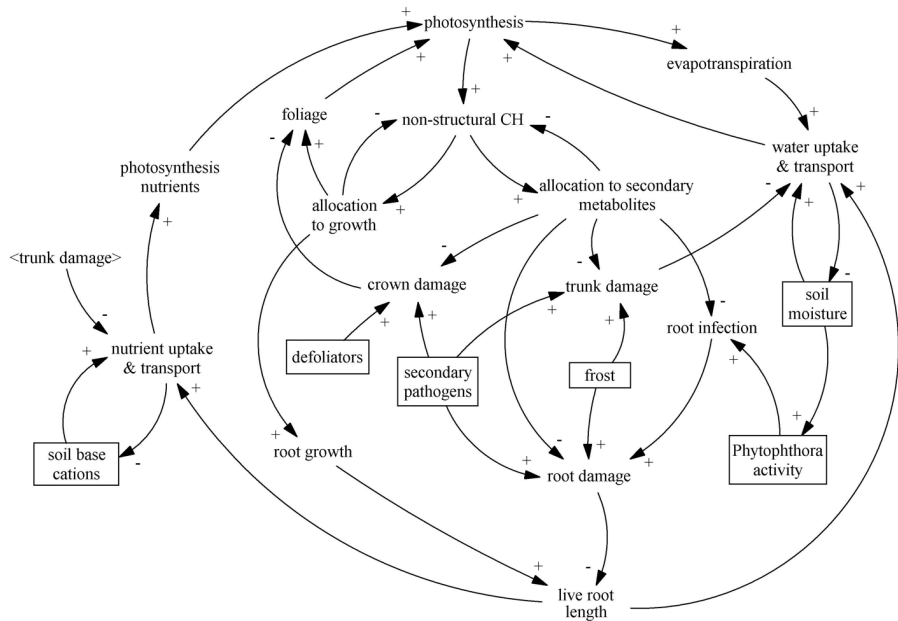 photosynthesis
evapotranspiration
foliage
non-structural CH
water uptake
& transport
photosynthesis
nutrients
allocation
to growth
allocation to secondary
metabolites
<trunk damage>
crown damage
trunk damage
soil
moisture
root infection
nutrient uptake
& transport
defoliators
secondary
pathogens
frost
soil base
cations
root growth
root damage
Phytophthora
activity
live root
length